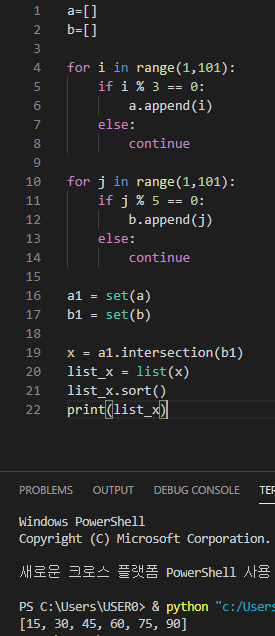 1 a=[]
2 b=[]
3
4 for i in range(1,101):
5     if i % 3 == 0:
6         a.append(i)
7     else:
8         continue
9
10 for j in range(1,101):
11     if j % 5 == 0:
12         b.append(j)
13     else:
14         continue
15
16 a1 = set(a)
17 b1 = set(b)
18
19 x = a1.intersection(b1)
20 list_x = list(x)
21 list_x.sort()
22 print(list_x)
PROBLEMS OUTPUT DEBUG CONSOLE TE
Windows PowerShell
Copyright (C) Microsoft Corporation.
새로운 크로스 플랫폼 PowerShell 사용
PS C:\Users\USER0> & python "c:/Users
[15, 30, 45, 60, 75, 90]